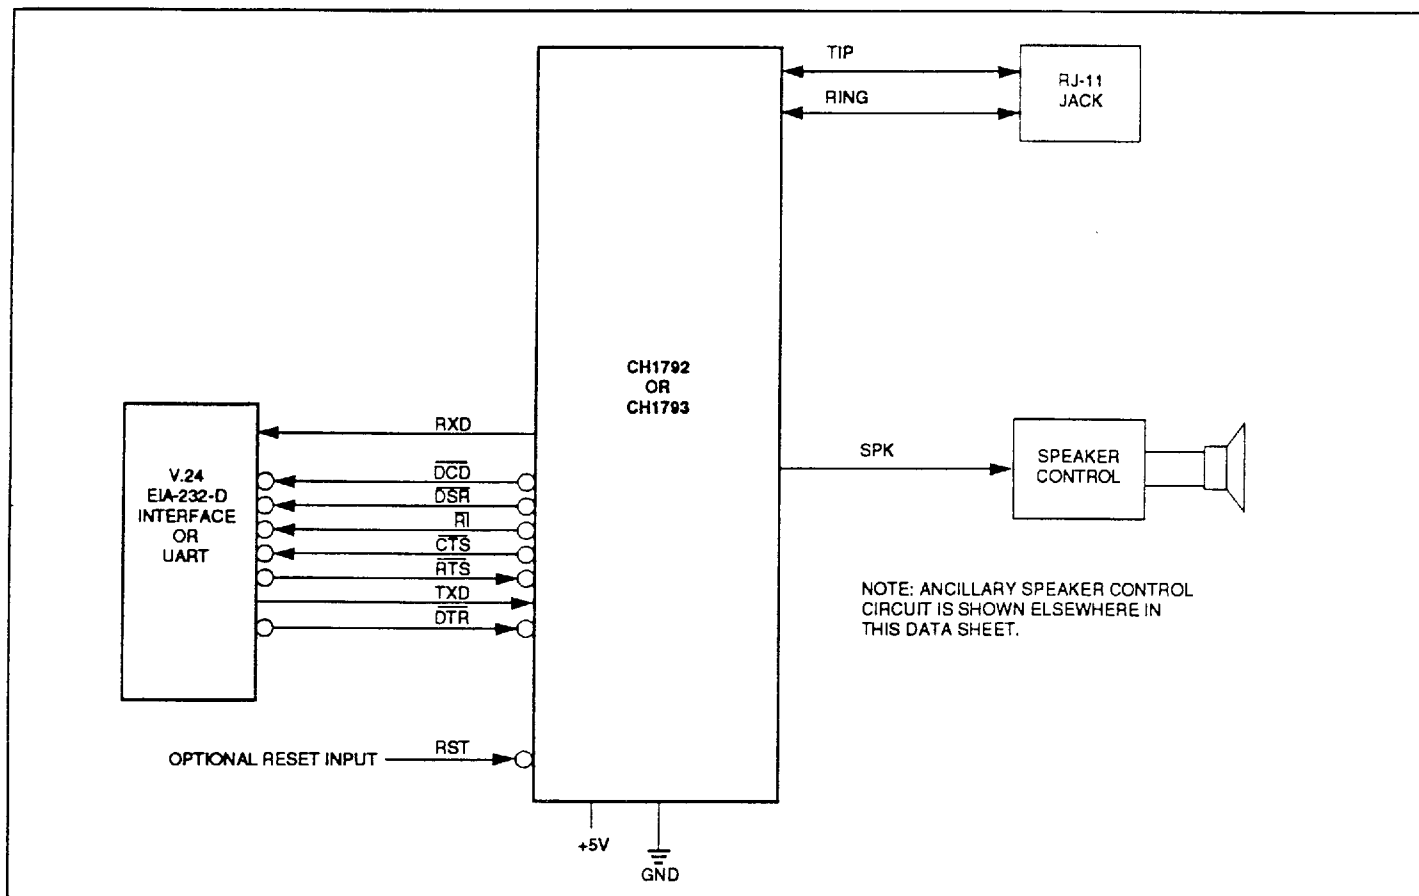 TIP
RJ-11
JACK
RING
CH1792
OR
CH1793
RXD
V.24
EIA-232-D
INTERFACE
OR
UART
DCD
DSR
RI
CTS
RTS
TXD
DTR
SPK
SPEAKER
CONTROL
NOTE: ANCILLARY SPEAKER CONTROL
CIRCUIT IS SHOWN ELSEWHERE IN
THIS DATA SHEET.
OPTIONAL RESET INPUT
RST
+5V
GND